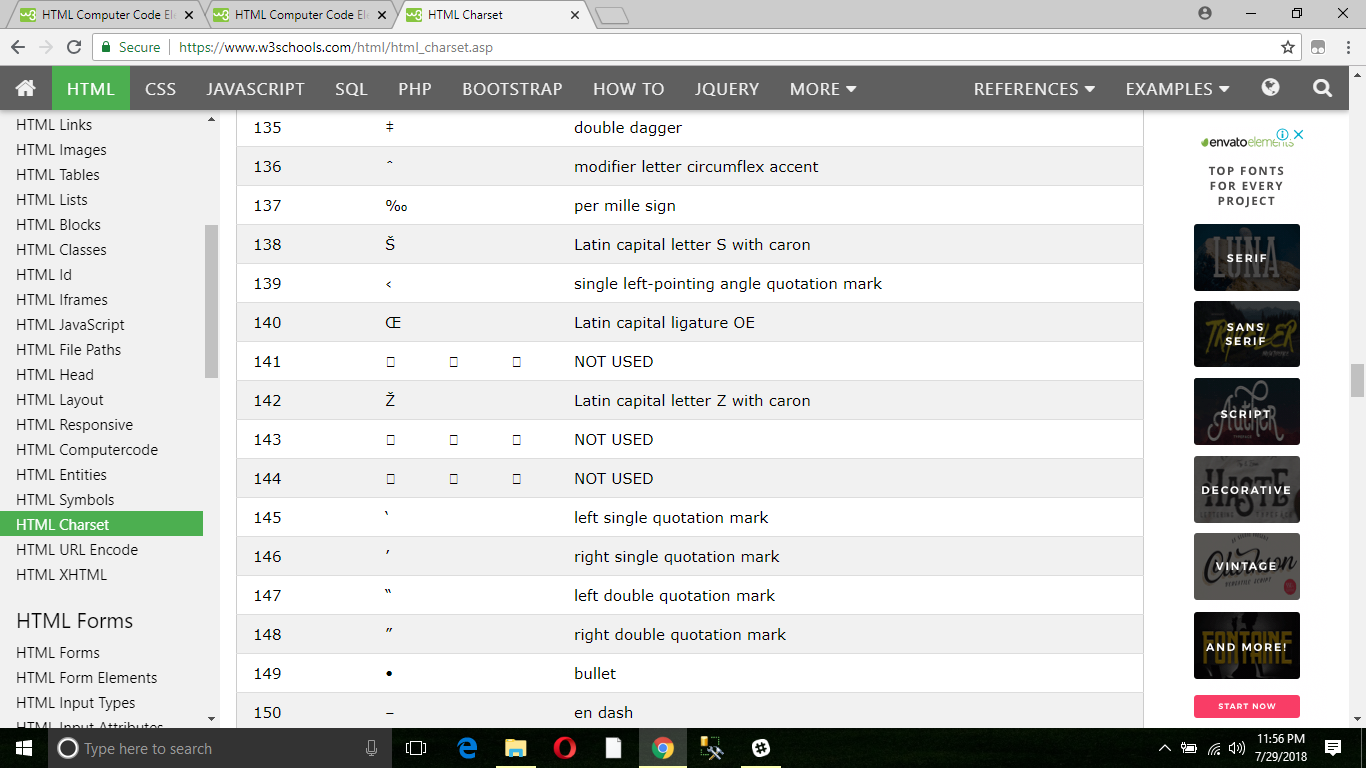 HTML Computer Code Ele
HTML Computer Code Ele
HTML Charset
Secure
https://www.w3schools.com/html/html_charset.asp
HTML CSS JAVASCRIPT SQL PHP BOOTSTRAP HOW TO JQUERY MORE REFERENCES EXAMPLES
HTML Links
HTML Images
HTML Tables
HTML Lists
HTML Blocks
HTML Classes
HTML Id
HTML Iframes
HTML JavaScript
HTML File Paths
HTML Head
HTML Layout
HTML Responsive
HTML Computercode
HTML Entities
HTML Symbols
HTML Charset
HTML URL Encode
HTML XHTML
HTML Forms
HTML Forms
HTML Form Elements
HTML Input Types
HTML Input Attributes
135 ‡ double dagger
136 ˆ modifier letter circumflex accent
137 ‰ per mille sign
138 Š Latin capital letter S with caron
139 ‹ single left-pointing angle quotation mark
140 Œ Latin capital ligature OE
141 □ □ □ NOT USED
142 Ž Latin capital letter Z with caron
143 □ □ □ NOT USED
144 □ □ □ NOT USED
145 ‘ left single quotation mark
146 ’ right single quotation mark
147 “ left double quotation mark
148 ” right double quotation mark
149 • bullet
150 – en dash
envatoelements
TOP FONTS
FOR EVERY
PROJECT
LUNA
SERIF
SANS
SERIF
SCRIPT
HASTE
DECORATIVE
VINTAGE
FONTAINE
AND MORE!
START NOW
Type here to search
11:56 PM
7/29/2018